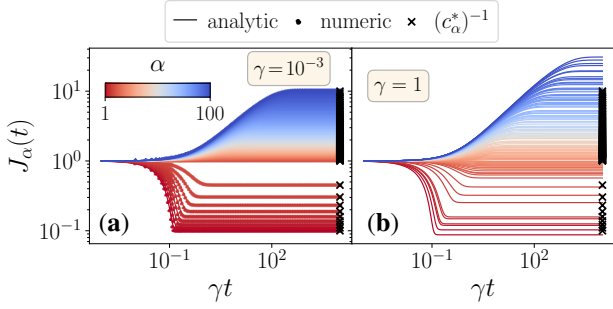 analytic numeric (c*_α)⁻¹
α
1 100
γ = 10⁻³
γ = 1
J_α(t)
10¹
10⁰
10⁻¹
(a) (b)
10⁻¹ 10² 10⁻¹ 10²
γt γt